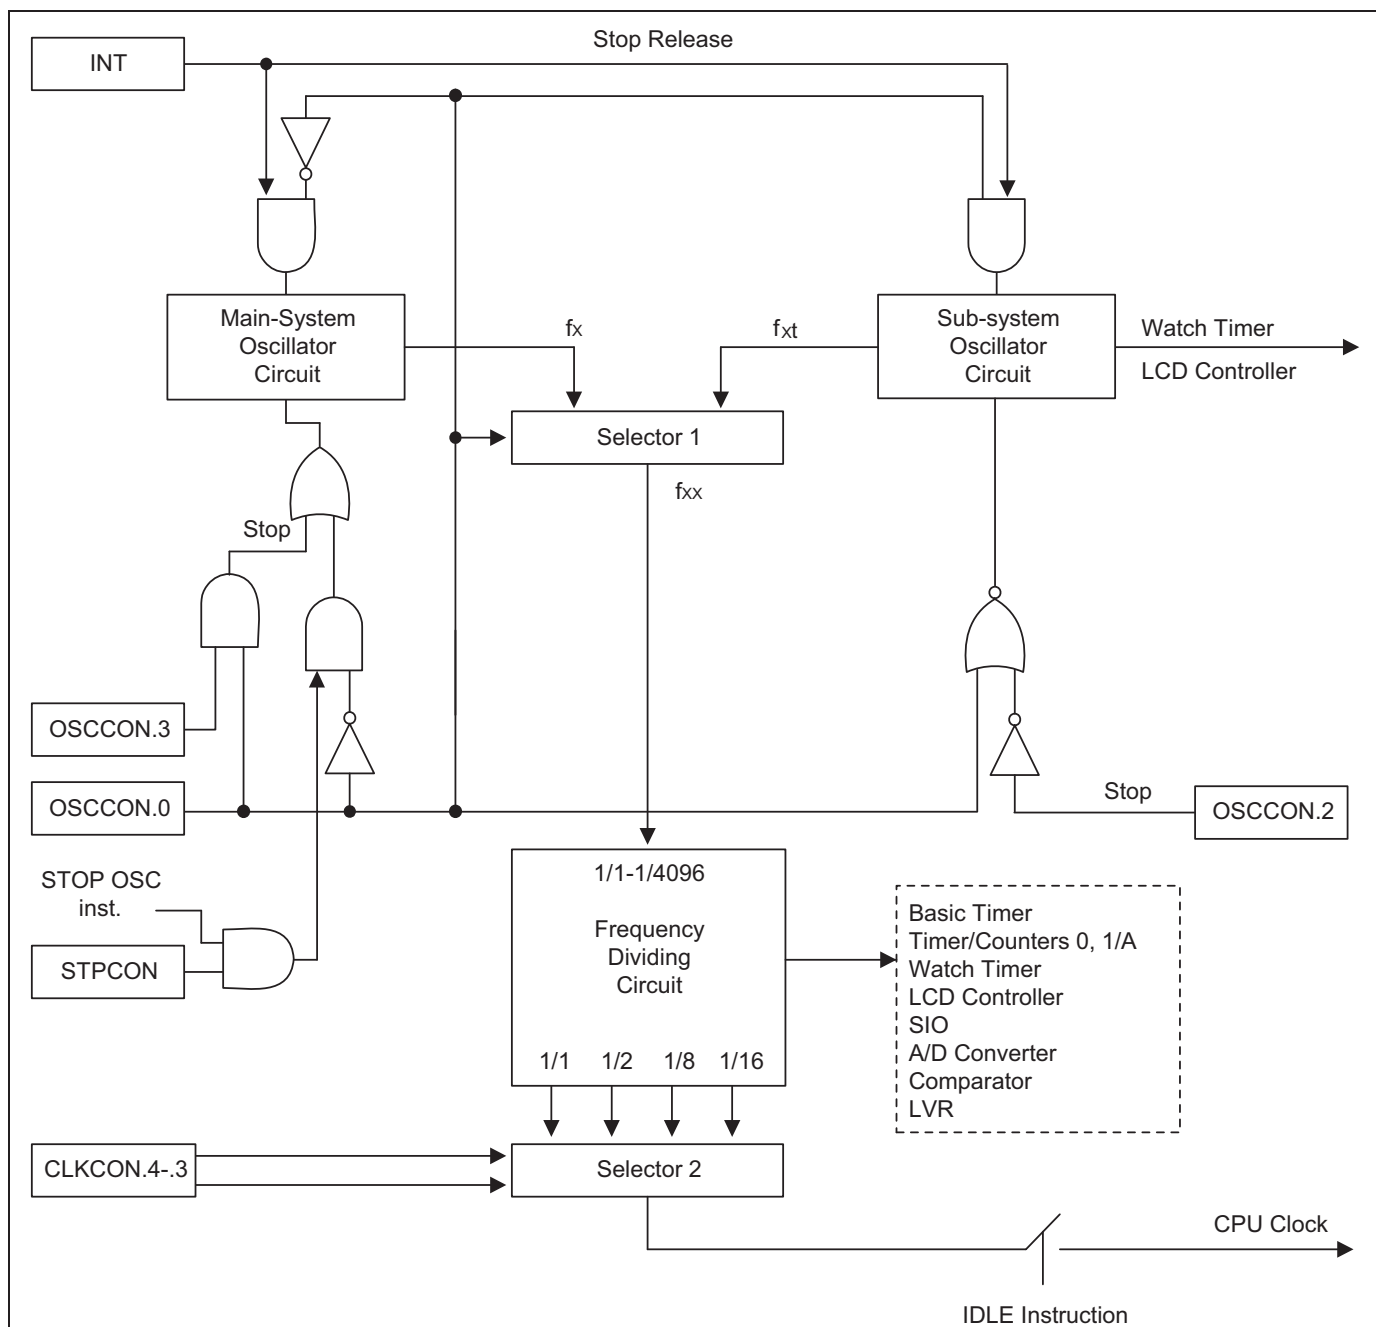 Stop Release
INT
Main-System
Oscillator
Circuit
fx
fxt
Sub-system
Oscillator
Circuit
Watch Timer
LCD Controller
Selector 1
fxx
Stop
OSCCON.3
OSCCON.0
Stop
OSCCON.2
STOP OSC
inst.
STPCON
1/1-1/4096
Frequency
Dividing
Circuit
1/1 1/2 1/8 1/16
Basic Timer
Timer/Counters 0, 1/A
Watch Timer
LCD Controller
SIO
A/D Converter
Comparator
LVR
CLKCON.4-.3
Selector 2
CPU Clock
IDLE Instruction